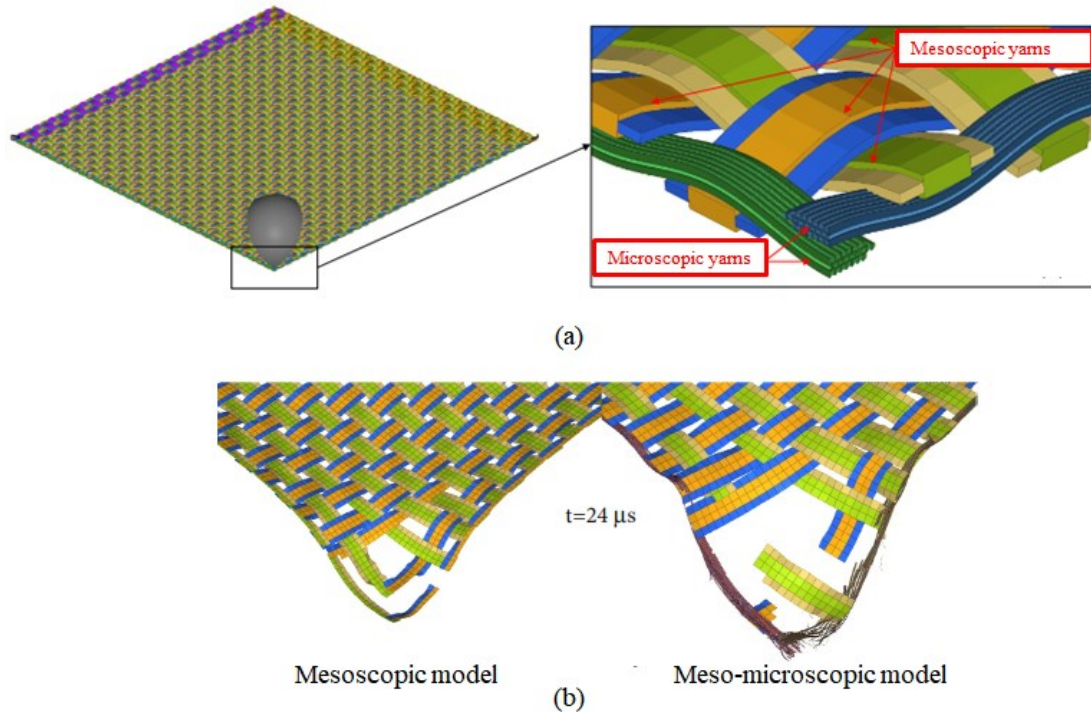 Mesoscopic yarns
Microscopic yarns
(a)
t=24 µs
Mesoscopic model
Meso-microscopic model
(b)